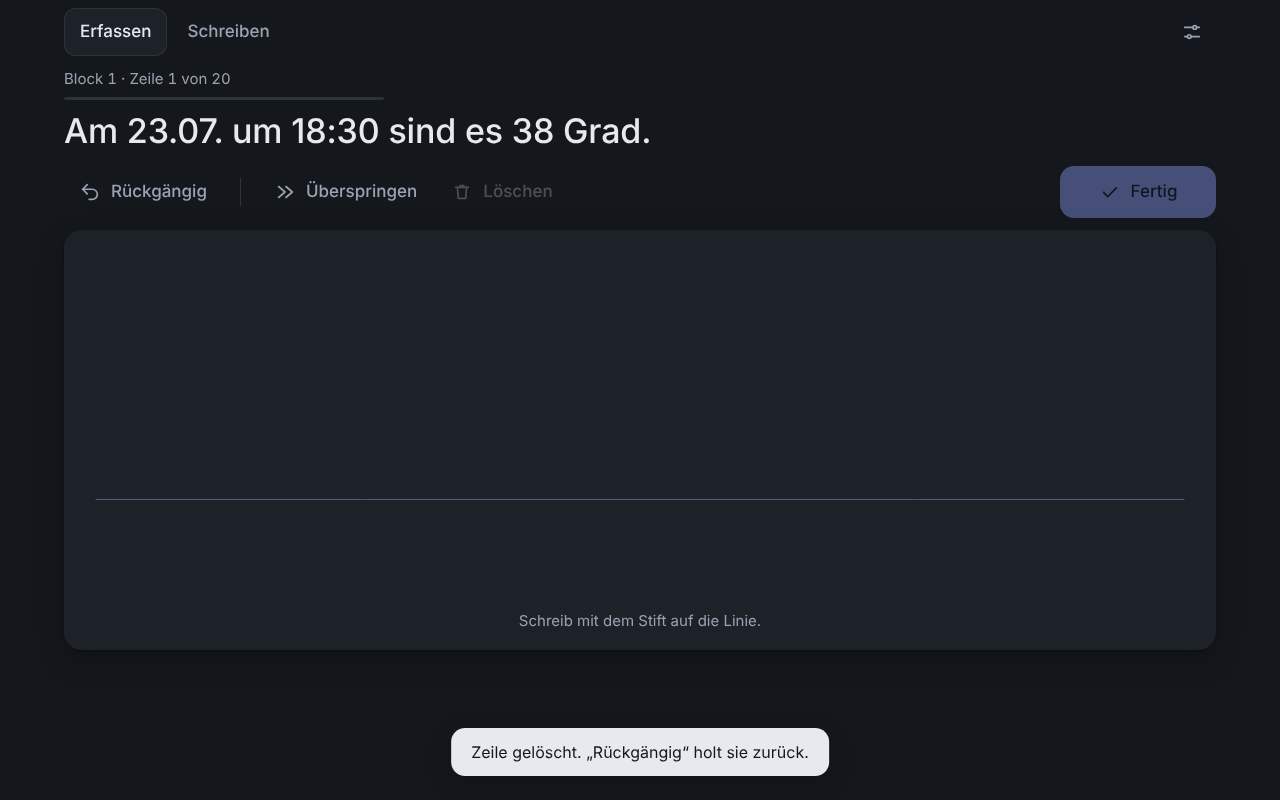 Erfassen Schreiben
Block 1 · Zeile 1 von 20
Am 23.07. um 18:30 sind es 38 Grad.
Rückgängig Überspringen Löschen Fertig
Schreib mit dem Stift auf die Linie.
Zeile gelöscht. „Rückgängig“ holt sie zurück.